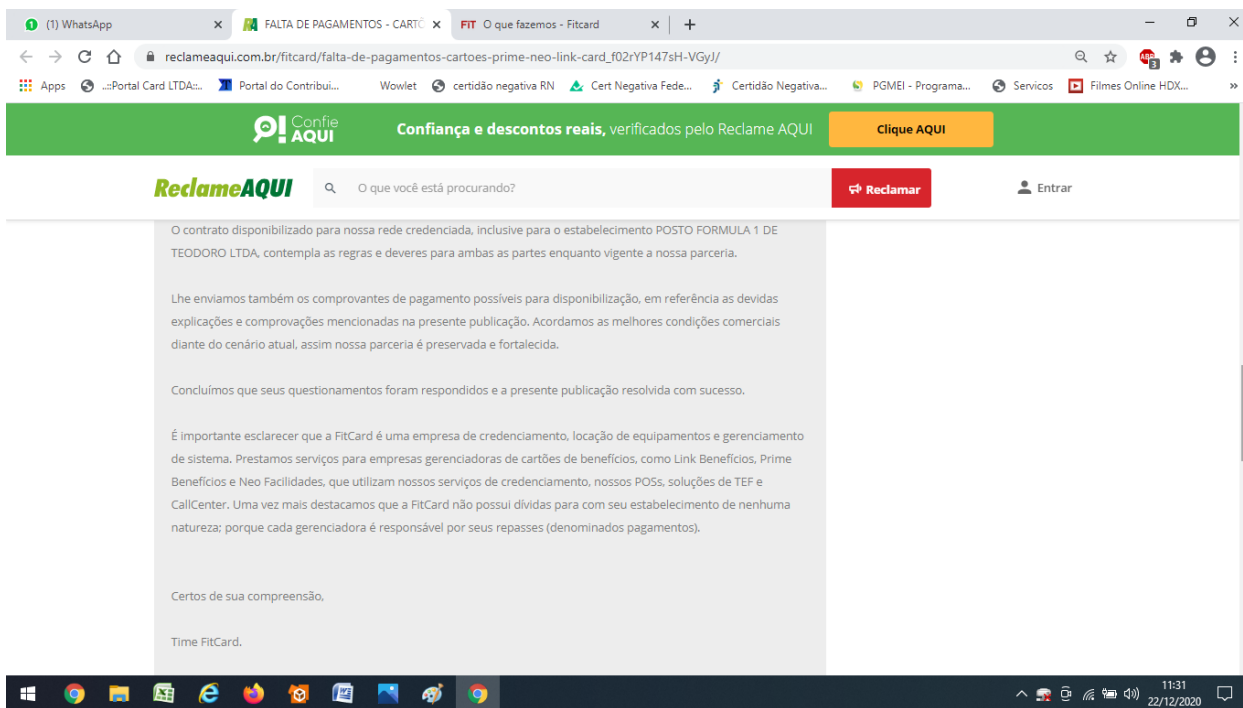 (1) WhatsApp
FALTA DE PAGAMENTOS - CARTÕ
FIT O que fazemos - Fitcard
reclameaqui.com.br/fitcard/falta-de-pagamentos-cartoes-prime-neo-link-card_f02rYP147sH-VGyJ/
Apps ..::Portal Card LTDA::.. Portal do Contribui... Wowlet certidão negativa RN Cert Negativa Fede... Certidão Negativa... PGMEI - Programa... Servicos Filmes Online HDX... »
Confie AQUI
Confiança e descontos reais, verificados pelo Reclame AQUI
Clique AQUI
ReclameAQUI
O que você está procurando?
Reclamar
Entrar
O contrato disponibilizado para nossa rede credenciada, inclusive para o estabelecimento POSTO FORMULA 1 DE
TEODORO LTDA, contempla as regras e deveres para ambas as partes enquanto vigente a nossa parceria.
Lhe enviamos também os comprovantes de pagamento possíveis para disponibilização, em referência as devidas
explicações e comprovações mencionadas na presente publicação. Acordamos as melhores condições comerciais
diante do cenário atual, assim nossa parceria é preservada e fortalecida.
Concluímos que seus questionamentos foram respondidos e a presente publicação resolvida com sucesso.
É importante esclarecer que a FitCard é uma empresa de credenciamento, locação de equipamentos e gerenciamento
de sistema. Prestamos serviços para empresas gerenciadoras de cartões de benefícios, como Link Benefícios, Prime
Benefícios e Neo Facilidades, que utilizam nossos serviços de credenciamento, nossos POSs, soluções de TEF e
CallCenter. Uma vez mais destacamos que a FitCard não possui dívidas para com seu estabelecimento de nenhuma
natureza; porque cada gerenciadora é responsável por seus repasses (denominados pagamentos).
Certos de sua compreensão,
Time FitCard.
11:31
22/12/2020